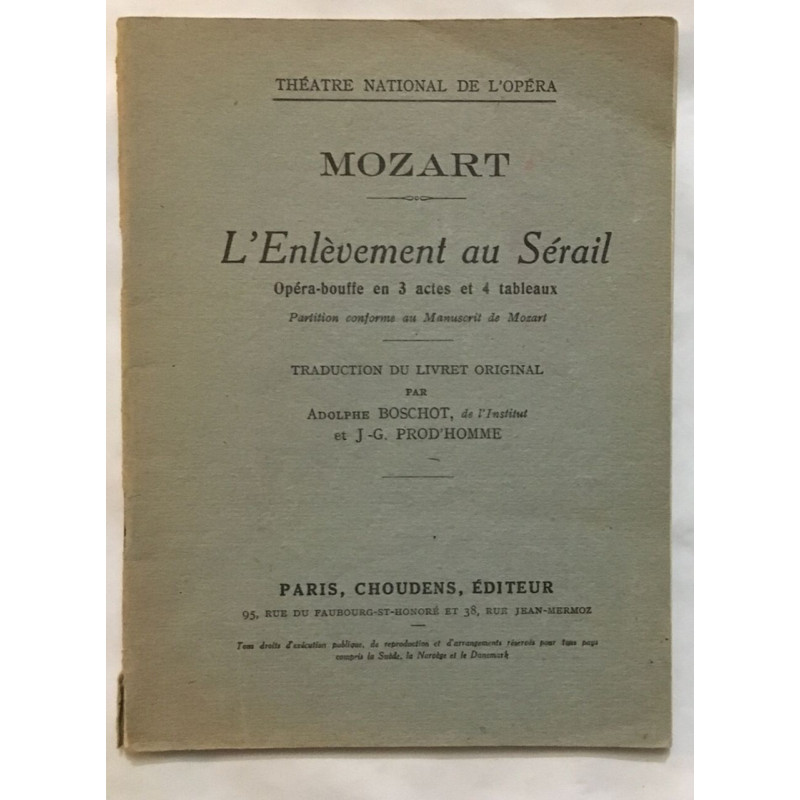 THÉATRE NATIONAL DE L'OPÉRA
MOZART
L'Enlèvement au Sérail
Opéra-bouffe en 3 actes et 4 tableaux
Partition conforme au Manuscrit de Mozart
TRADUCTION DU LIVRET ORIGINAL
PAR
ADOLPHE BOSCHOT, de l'Institut
et J-G. PROD'HOMME
PARIS, CHOUDENS, ÉDITEUR
95, RUE DU FAUBOURG-ST-HONORÉ ET 38, RUE JEAN-MERMOZ
Tous droits d'exécution publique, de reproduction et d'arrangements réservés pour tous pays
compris la Suède, la Norvège et le Danemark